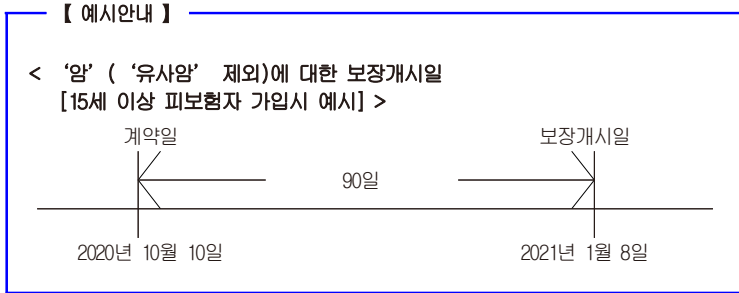 【 예시안내 】
< ‘암’ ( ‘유사암’ 제외)에 대한 보장개시일
[15세 이상 피보험자 가입시 예시] >
계약일 보장개시일
90일
2020년 10월 10일 2021년 1월 8일